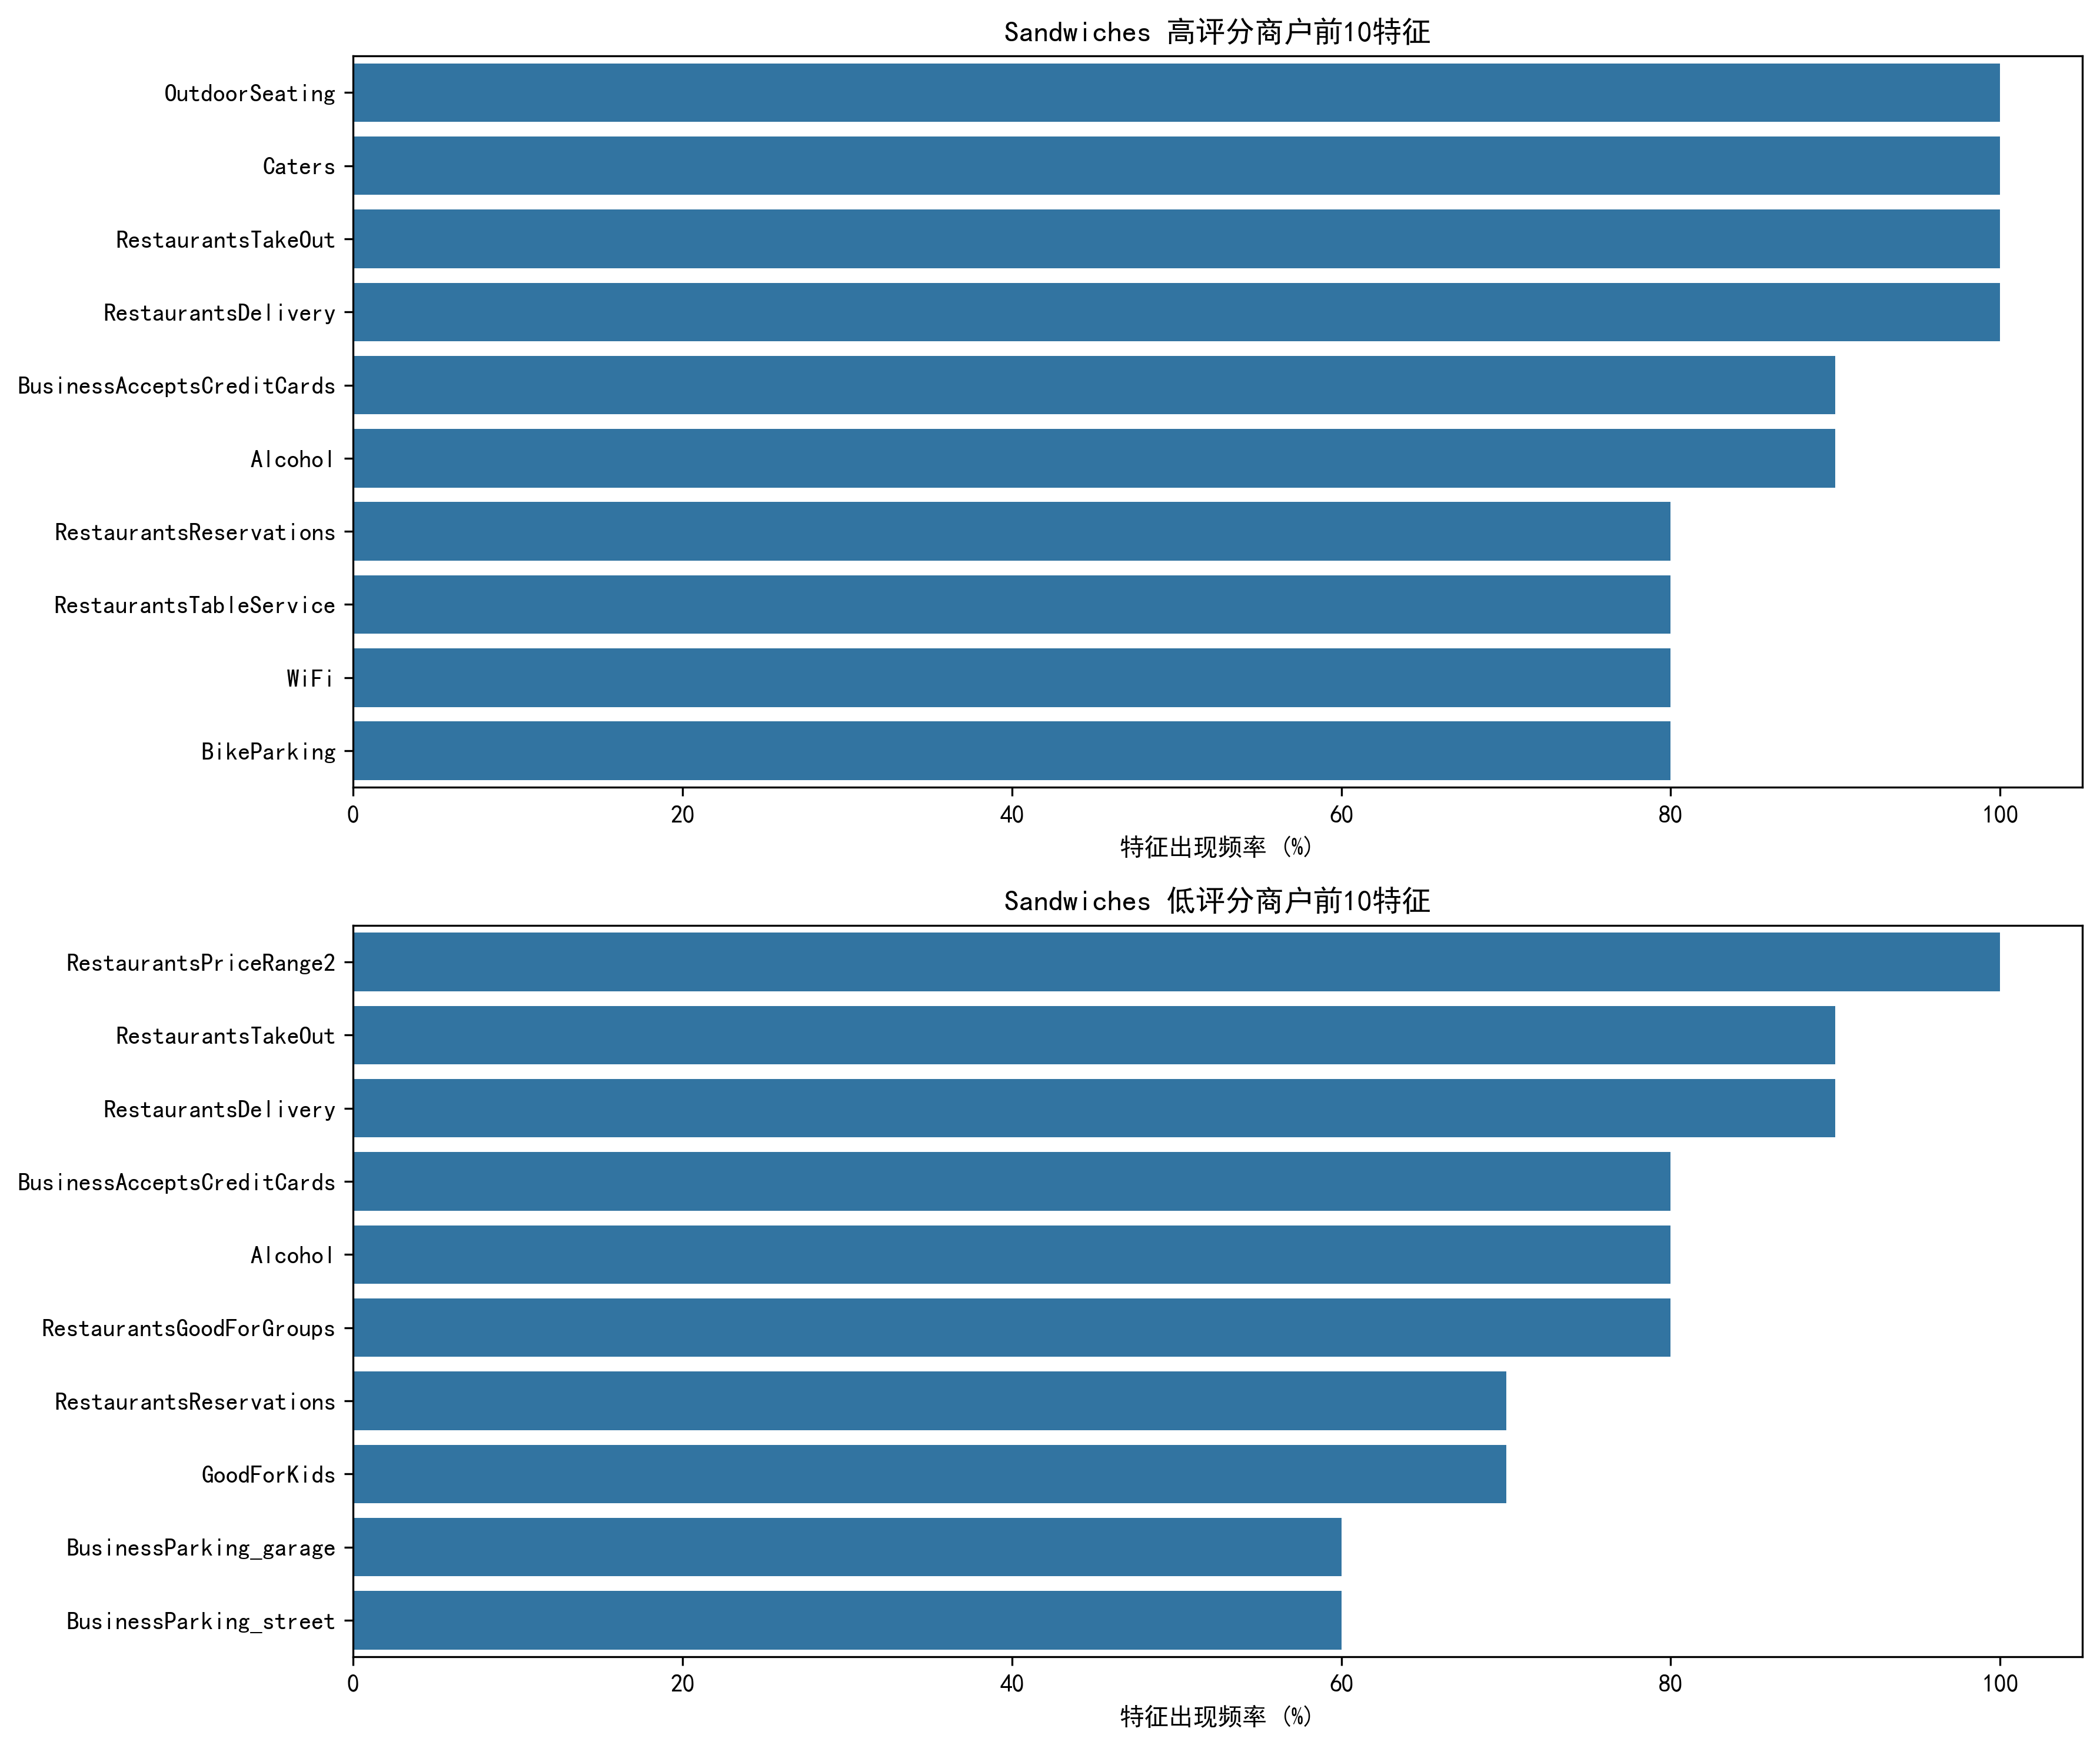 Sandwiches 高评分商户前10特征
OutdoorSeating
Caters
RestaurantsTakeOut
RestaurantsDelivery
BusinessAcceptsCreditCards
Alcohol
RestaurantsReservations
RestaurantsTableService
WiFi
BikeParking
0 20 40 60 80 100
特征出现频率 (%)
Sandwiches 低评分商户前10特征
RestaurantsPriceRange2
RestaurantsTakeOut
RestaurantsDelivery
BusinessAcceptsCreditCards
Alcohol
RestaurantsGoodForGroups
RestaurantsReservations
GoodForKids
BusinessParking_garage
BusinessParking_street
0 20 40 60 80 100
特征出现频率 (%)